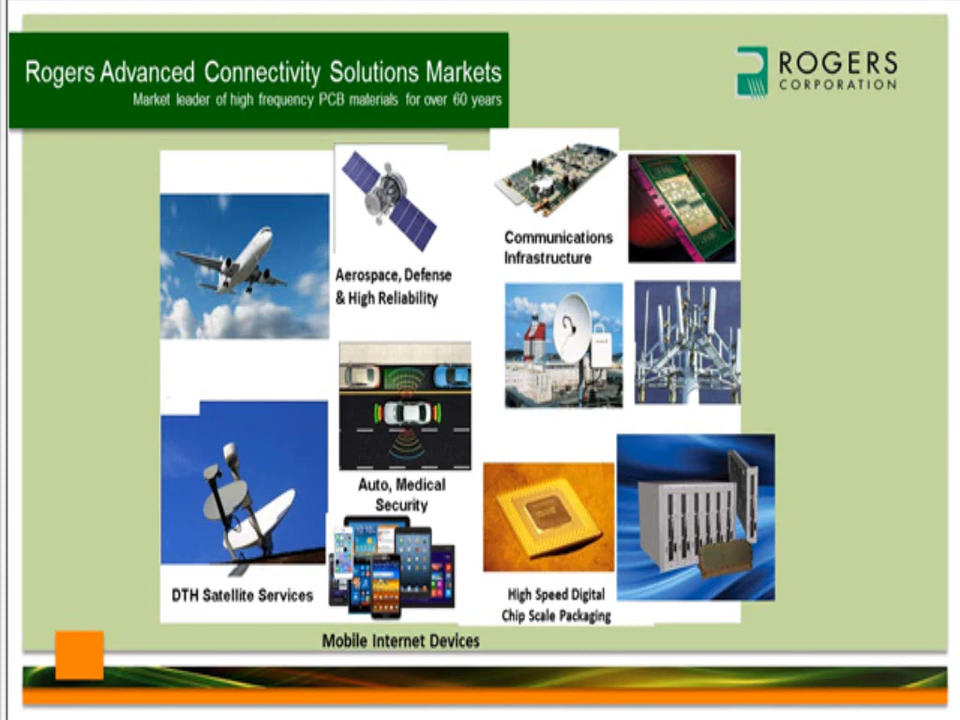 Rogers Advanced Connectivity Solutions Markets
Market leader of high frequency PCB materials for over 60 years
ROGERS
CORPORATION
Aerospace, Defense
& High Reliability
Communications
Infrastructure
Auto, Medical
Security
DTH Satellite Services
High Speed Digital
Chip Scale Packaging
Mobile Internet Devices